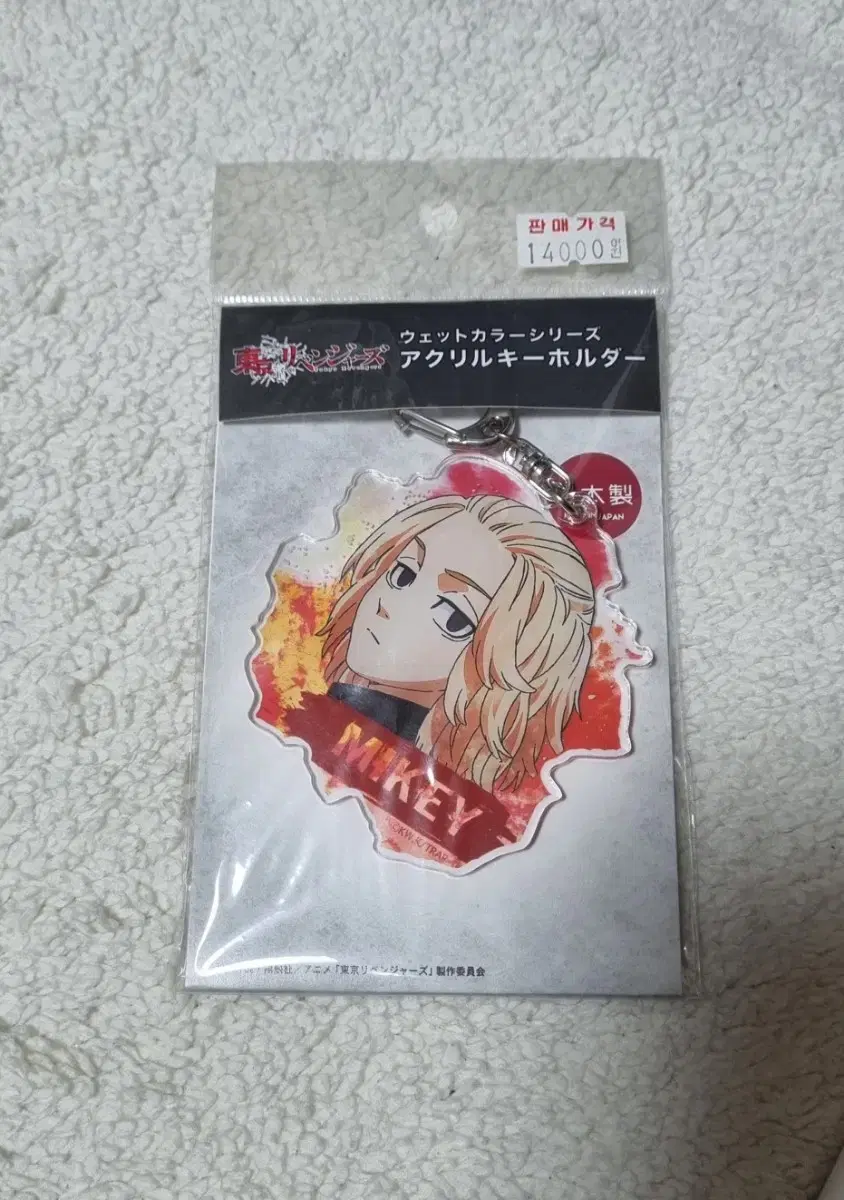 판매가격
14000원
ウェットカラーシリーズ
東京リベンジャーズ
アクリルキーホルダー
本製
JAPAN
MIKEY
アニメ「東京リベンジャーズ」製作委員会